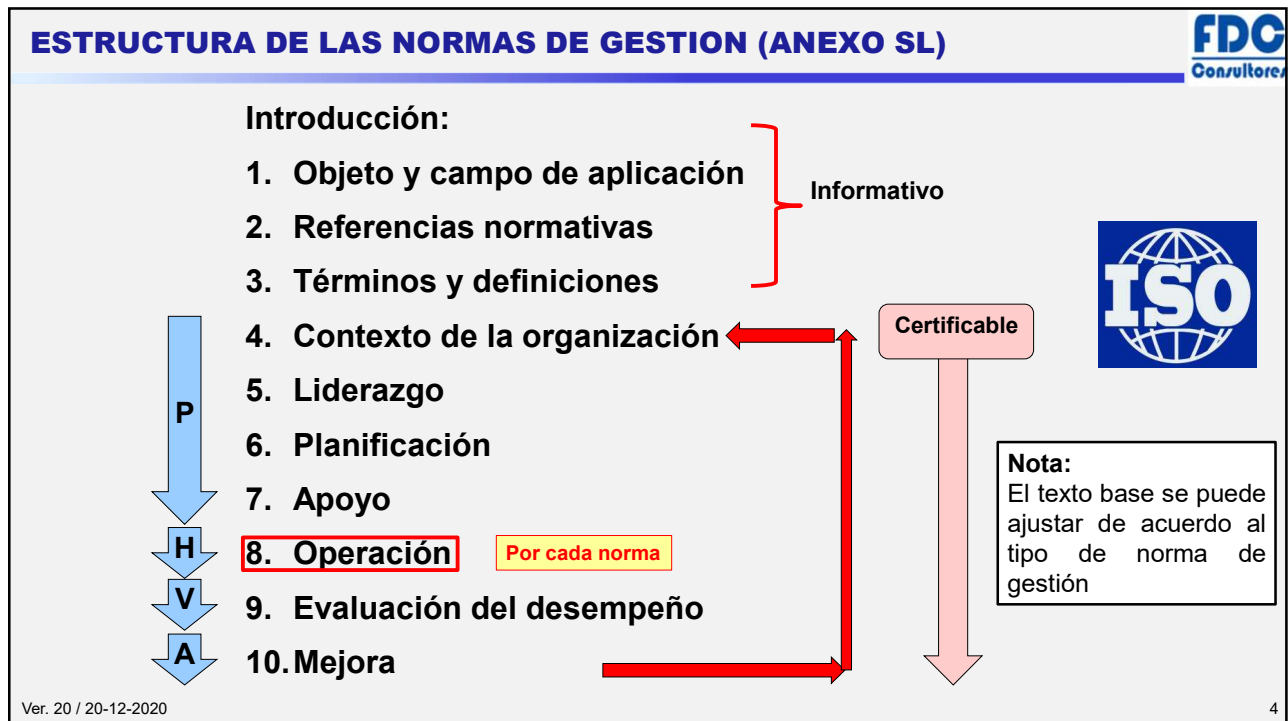 ESTRUCTURA DE LAS NORMAS DE GESTION (ANEXO SL)
FDC
Consultores
Introducción:
1. Objeto y campo de aplicación
2. Referencias normativas
3. Términos y definiciones
Informativo
4. Contexto de la organización
5. Liderazgo
6. Planificación
7. Apoyo
8. Operación
Por cada norma
9. Evaluación del desempeño
10. Mejora
P
H
V
A
Certificable
ISO
Nota:
El texto base se puede
ajustar de acuerdo al
tipo de norma de
gestión
Ver. 20 / 20-12-2020
4